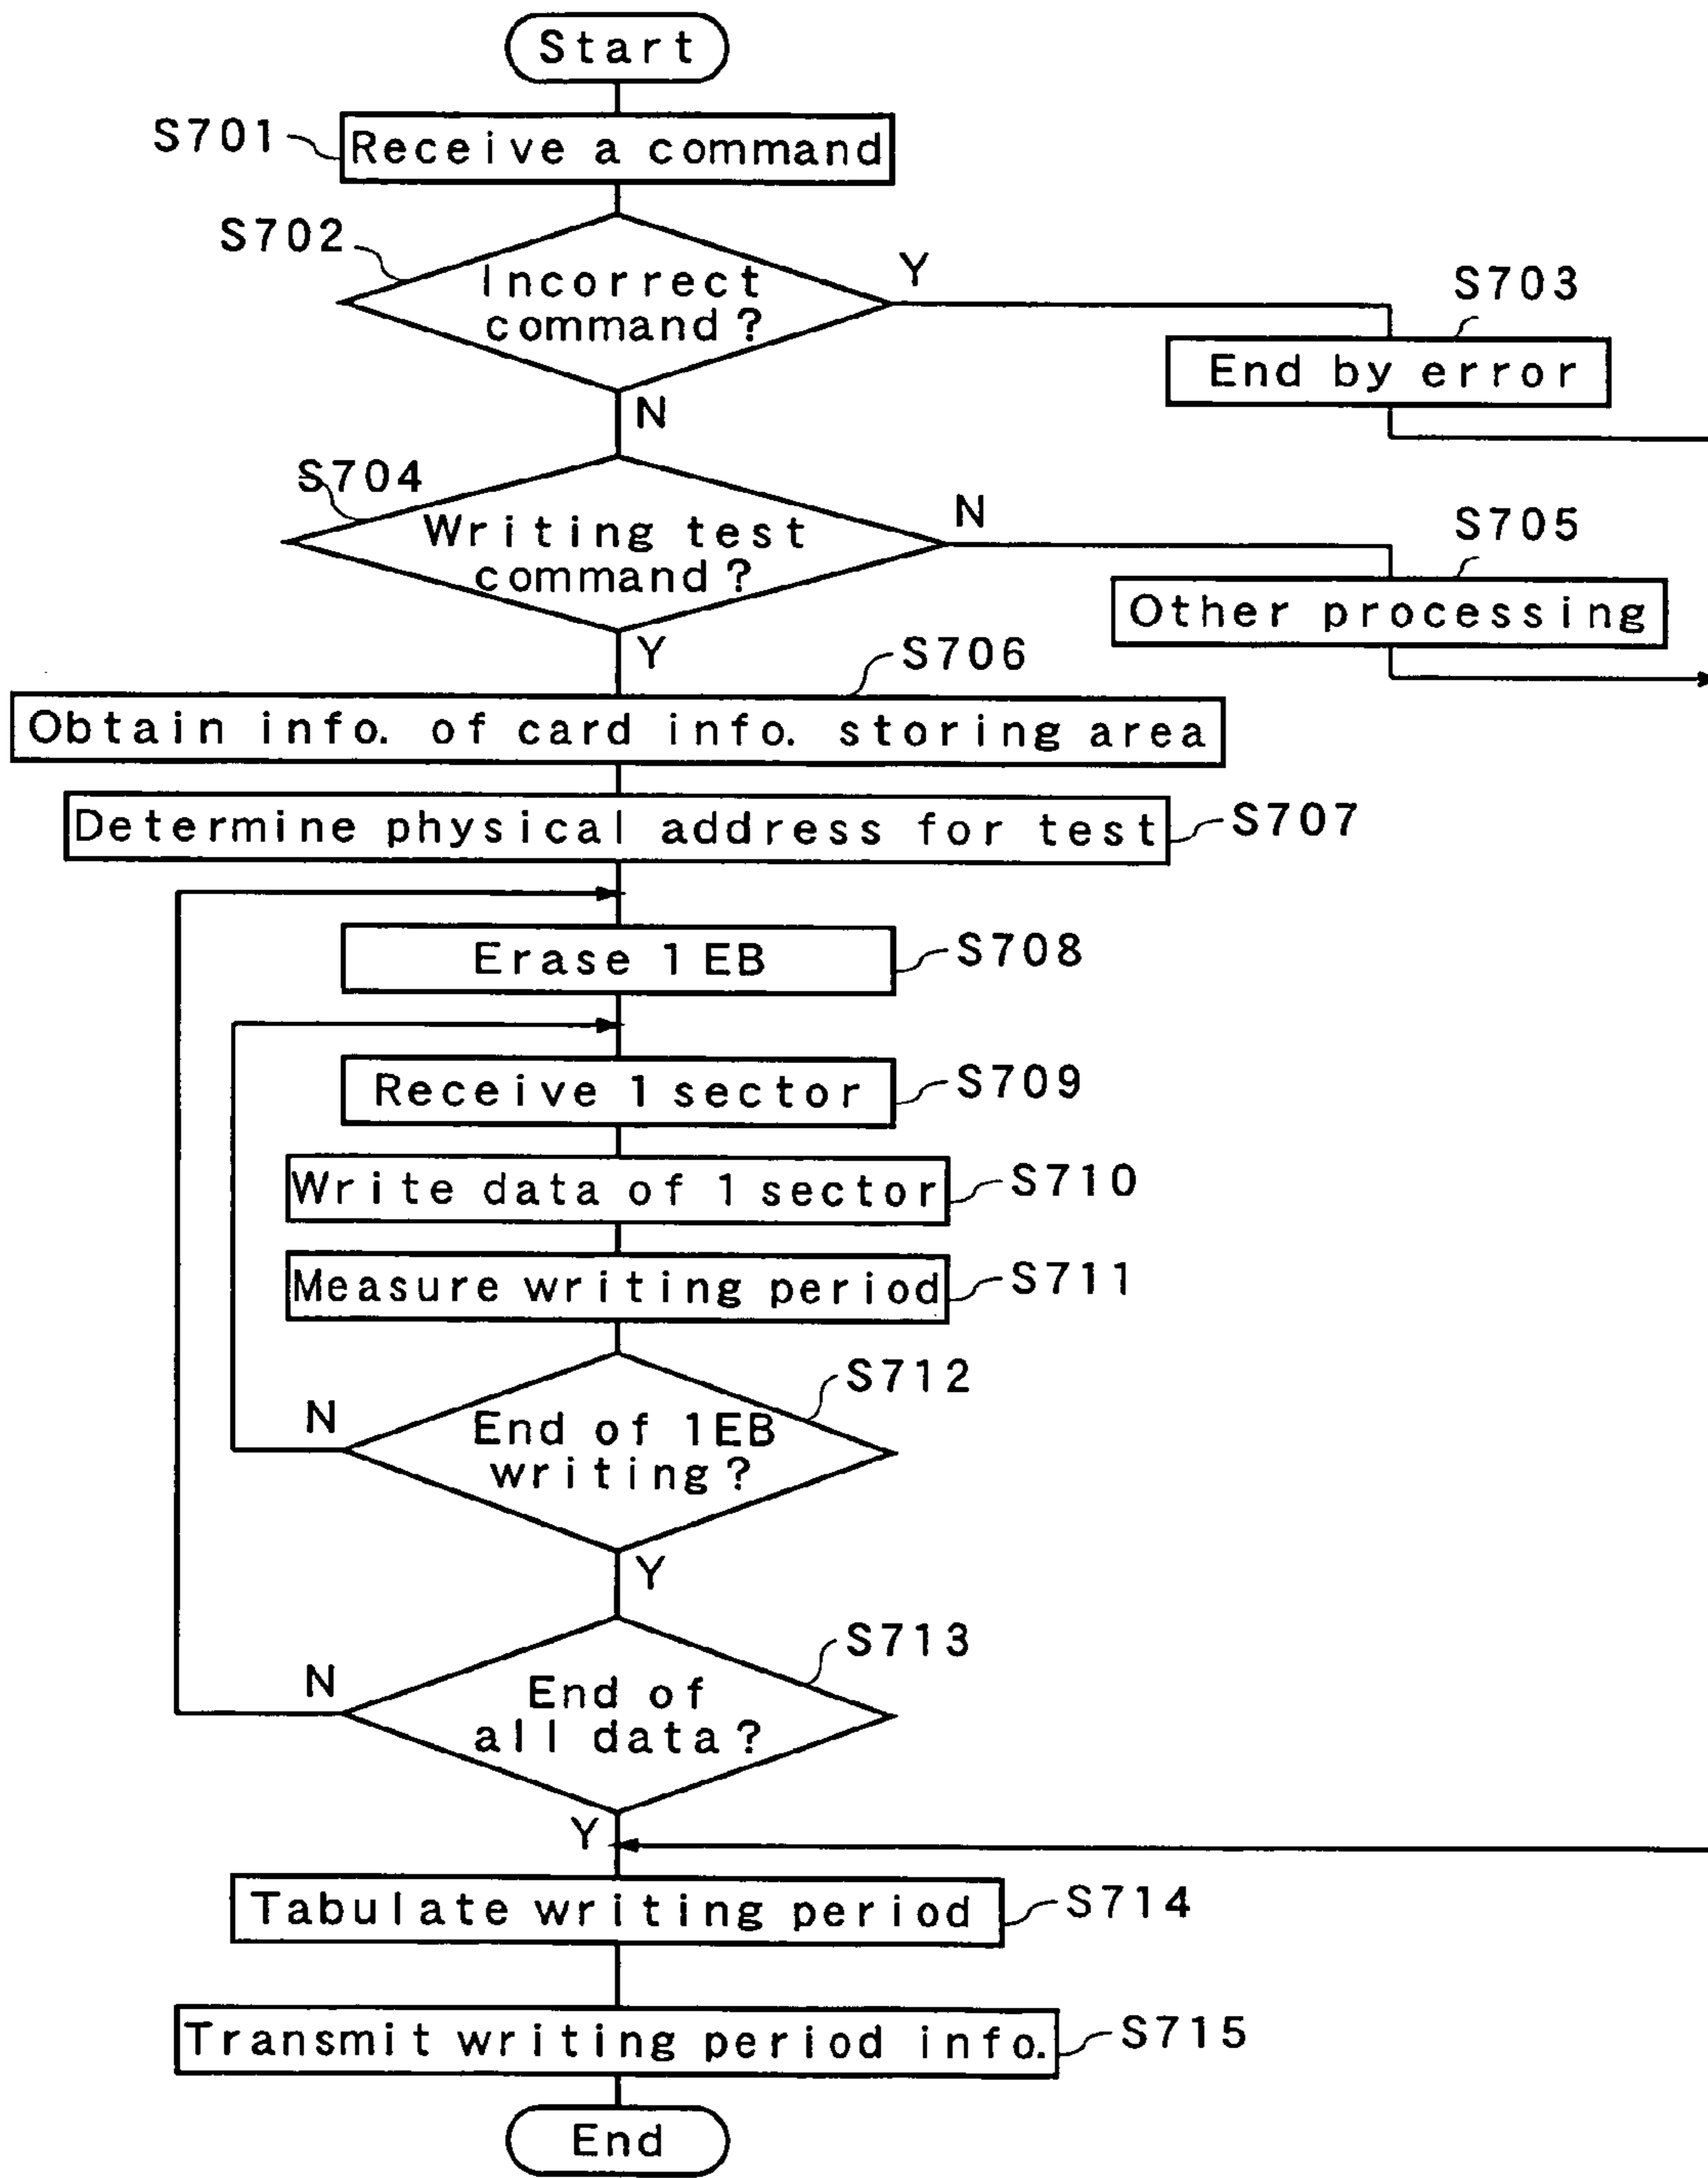 Start
S701
Receive a command
S702
Incorrect
command?
Y
S703
End by error
N
S704
Writing test
command?
N
S705
Other processing
Y
S706
Obtain info. of card info. storing area
Determine physical address for test
S707
Erase 1EB
S708
Receive 1 sector
S709
Write data of 1 sector
S710
Measure writing period
S711
S712
End of 1EB
writing?
N
Y
S713
End of
all data?
N
Y
Tabulate writing period
S714
Transmit writing period info.
S715
End